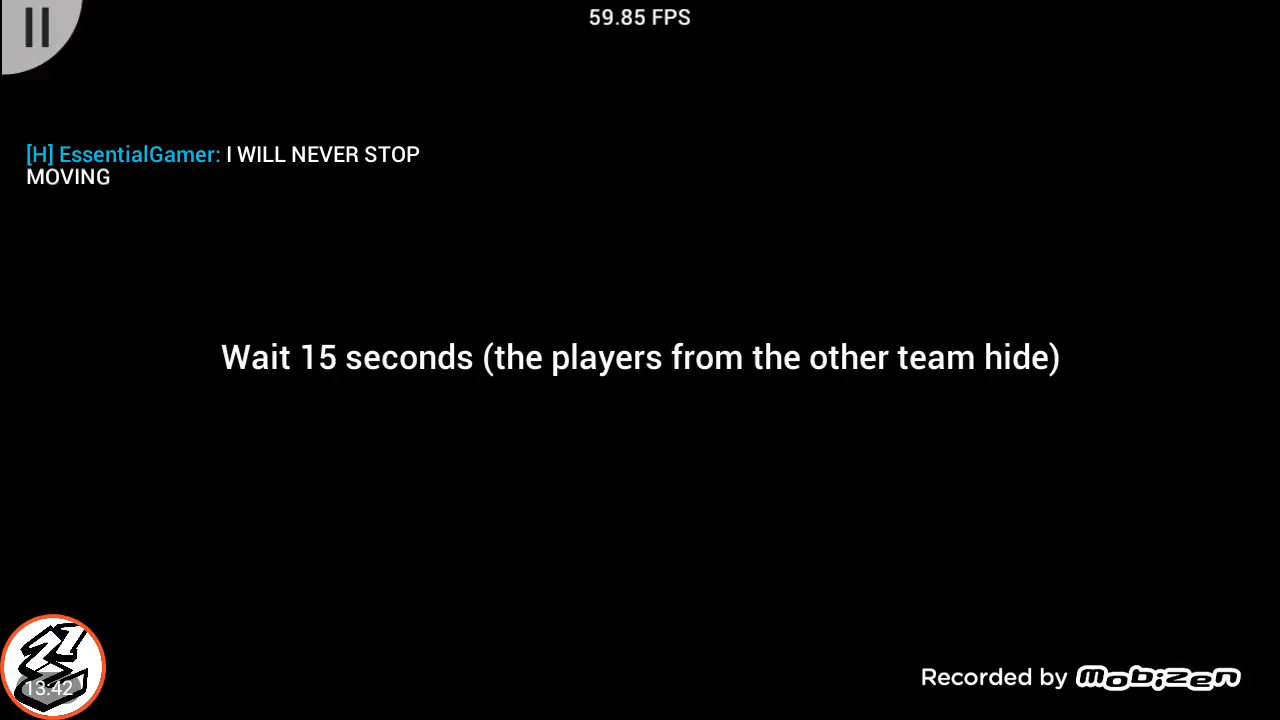 59.85 FPS
[H] EssentialGamer: I WILL NEVER STOP
MOVING
Wait 15 seconds (the players from the other team hide)
13:42
Recorded by mobizen